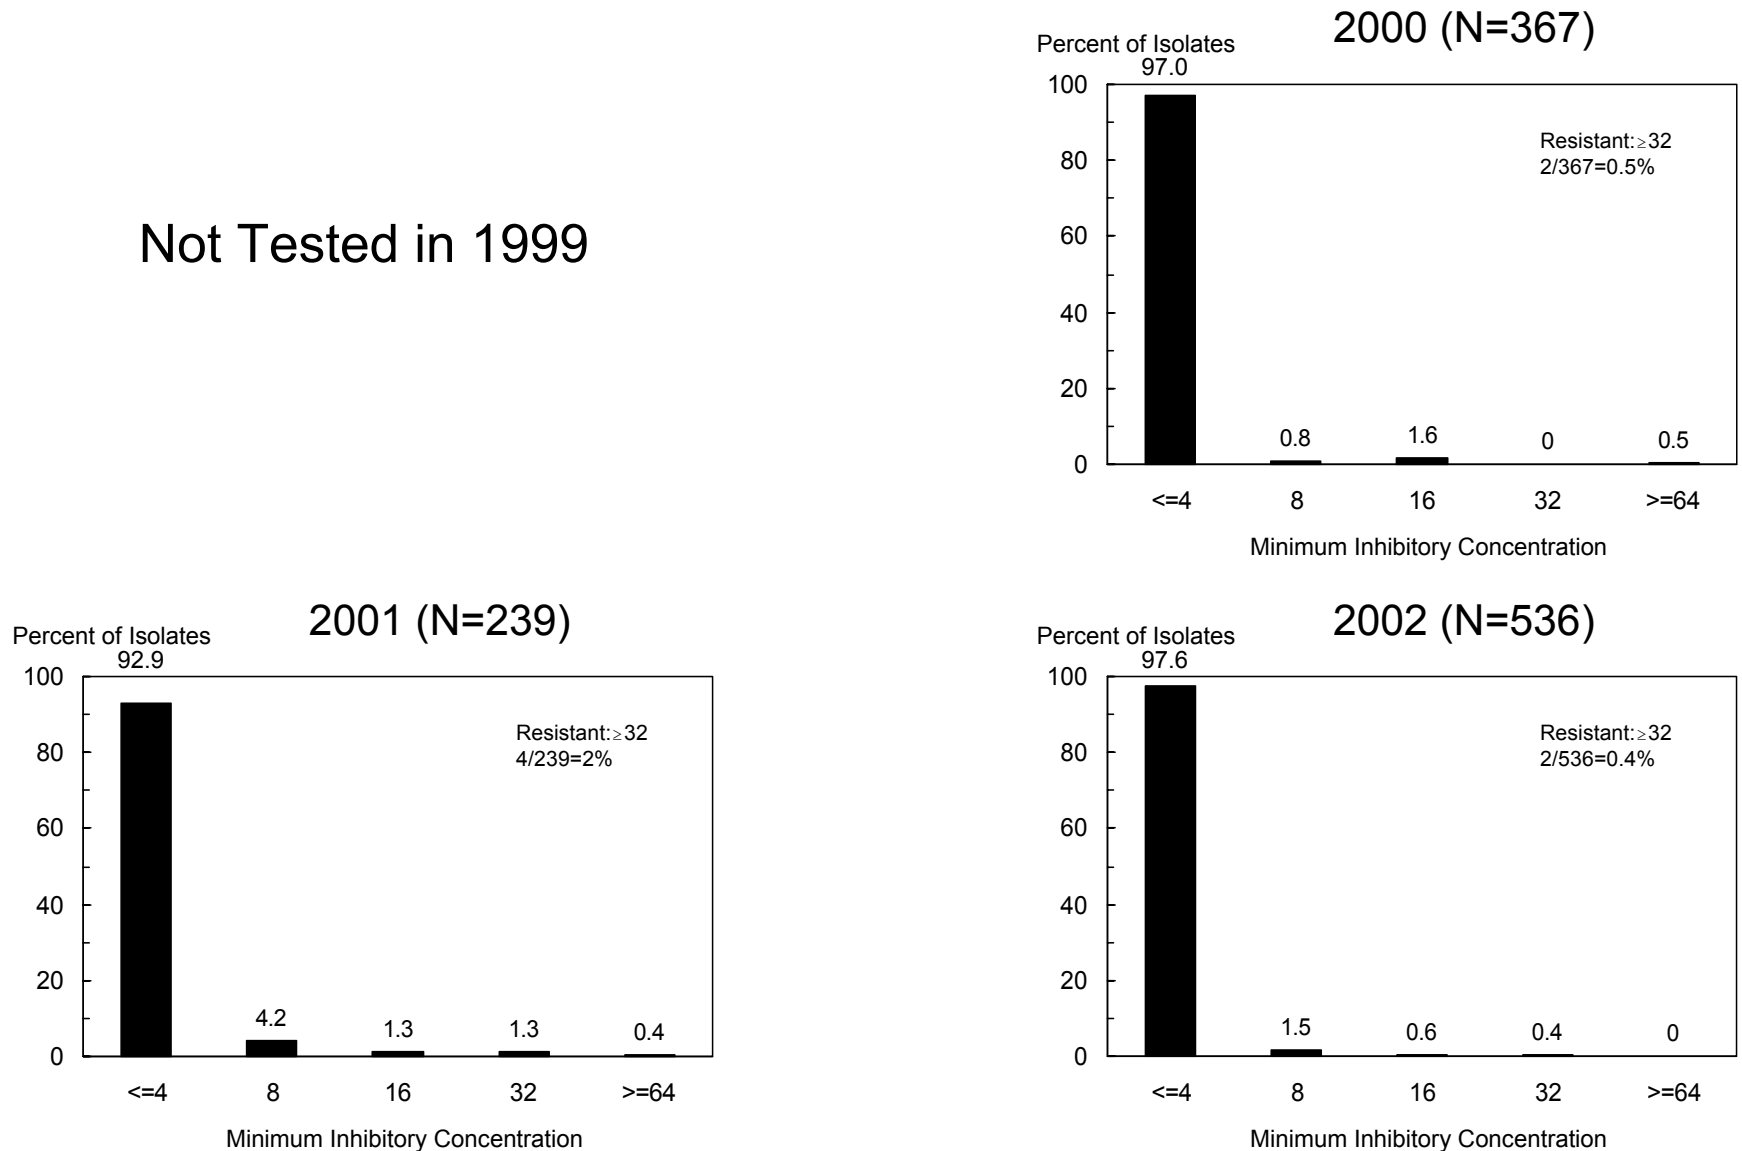 Not Tested in 1999
2000 (N=367)
Percent of Isolates
97.0
100
80
60
40
20
0
Resistant:≥32
2/367=0.5%
0.8
1.6
0
0.5
<=4 8 16 32 >=64
Minimum Inhibitory Concentration
2001 (N=239)
Percent of Isolates
92.9
100
80
60
40
20
0
Resistant:≥32
4/239=2%
4.2
1.3
1.3
0.4
<=4 8 16 32 >=64
Minimum Inhibitory Concentration
2002 (N=536)
Percent of Isolates
97.6
100
80
60
40
20
0
Resistant:≥32
2/536=0.4%
1.5
0.6
0.4
0
<=4 8 16 32 >=64
Minimum Inhibitory Concentration